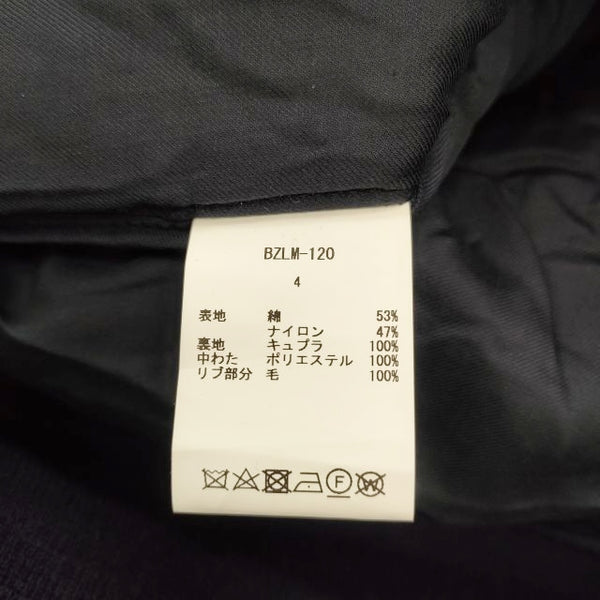 BZLM-120
4
表地 綿 53%
ナイロン 47%
裏地 キュプラ 100%
中わた ポリエステル 100%
リブ部分 毛 100%
F W